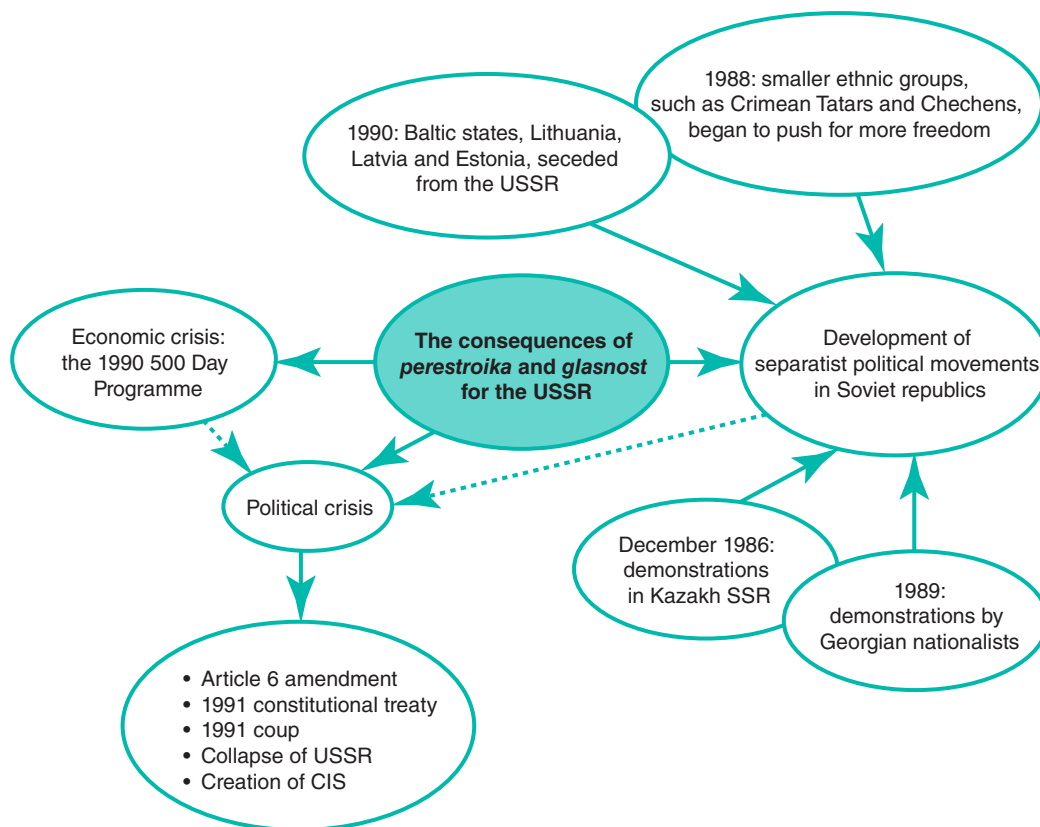 1988: smaller ethnic groups,
such as Crimean Tatars and Chechens,
began to push for more freedom
1990: Baltic states, Lithuania,
Latvia and Estonia, seceded
from the USSR
Economic crisis:
the 1990 500 Day
Programme
The consequences of
perestroika and glasnost
for the USSR
Development of
separatist political movements
in Soviet republics
Political crisis
December 1986:
demonstrations
in Kazakh SSR
1989:
demonstrations by
Georgian nationalists
• Article 6 amendment
• 1991 constitutional treaty
• 1991 coup
• Collapse of USSR
• Creation of CIS